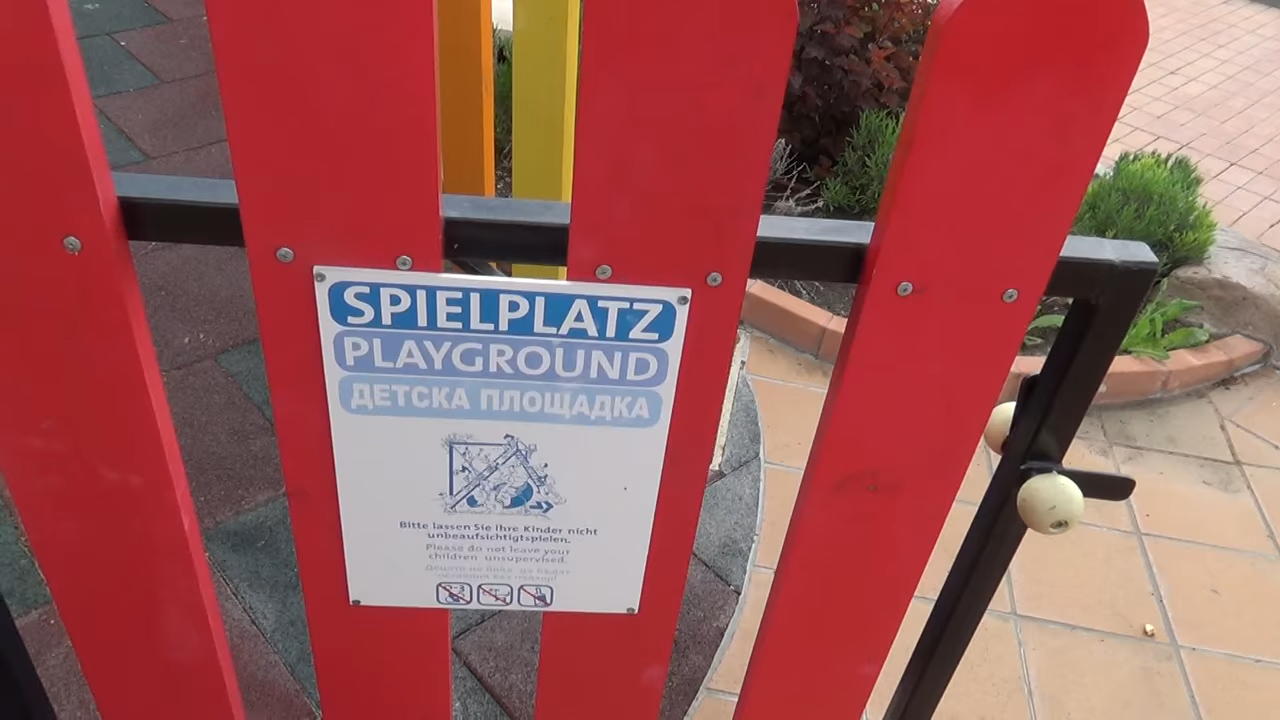 SPIELPLATZ
PLAYGROUND
ДЕТСКА ПЛОЩАДКА
Bitte lassen Sie Ihre Kinder nicht
unbeaufsichtigtspielen.
Please do not leave your
children unsupervised.